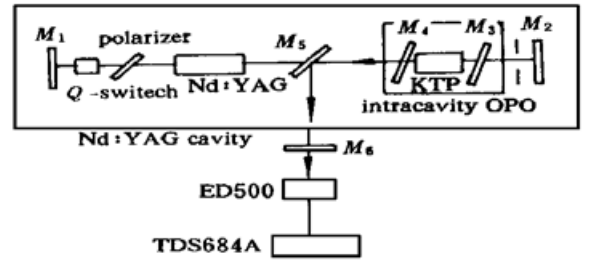 M₁ polarizer M₅ M₄ M₃ M₂
Q -switech Nd:YAG KTP
intracavity OPO
Nd:YAG cavity M₆
ED500
TDS684A